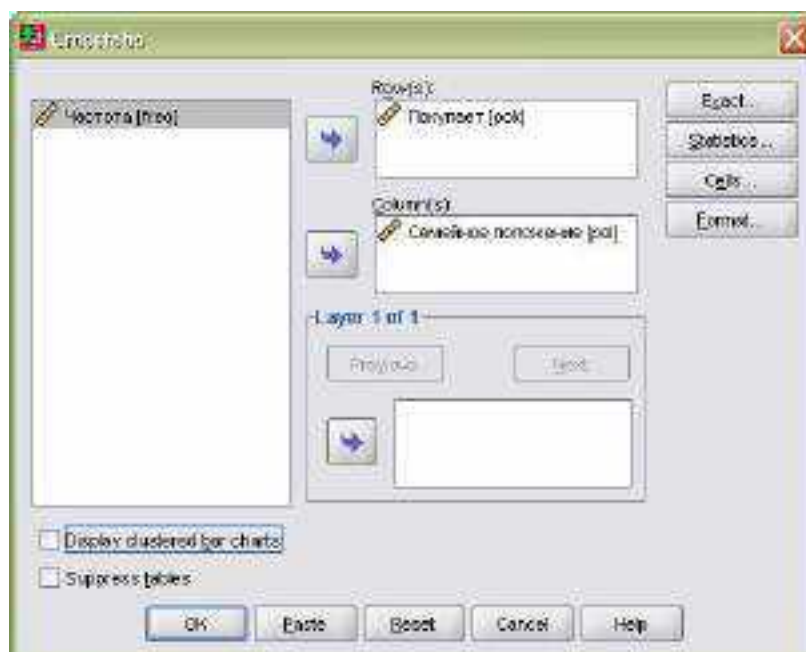 Crosstabs
Частота [freq]
Row(s):
Покупает [pok]
Column(s):
Семейное положение [pol]
Layer 1 of 1
Previous
Next
Exact...
Statistics...
Cells...
Format...
Display clustered bar charts
Suppress tables
OK
Paste
Reset
Cancel
Help